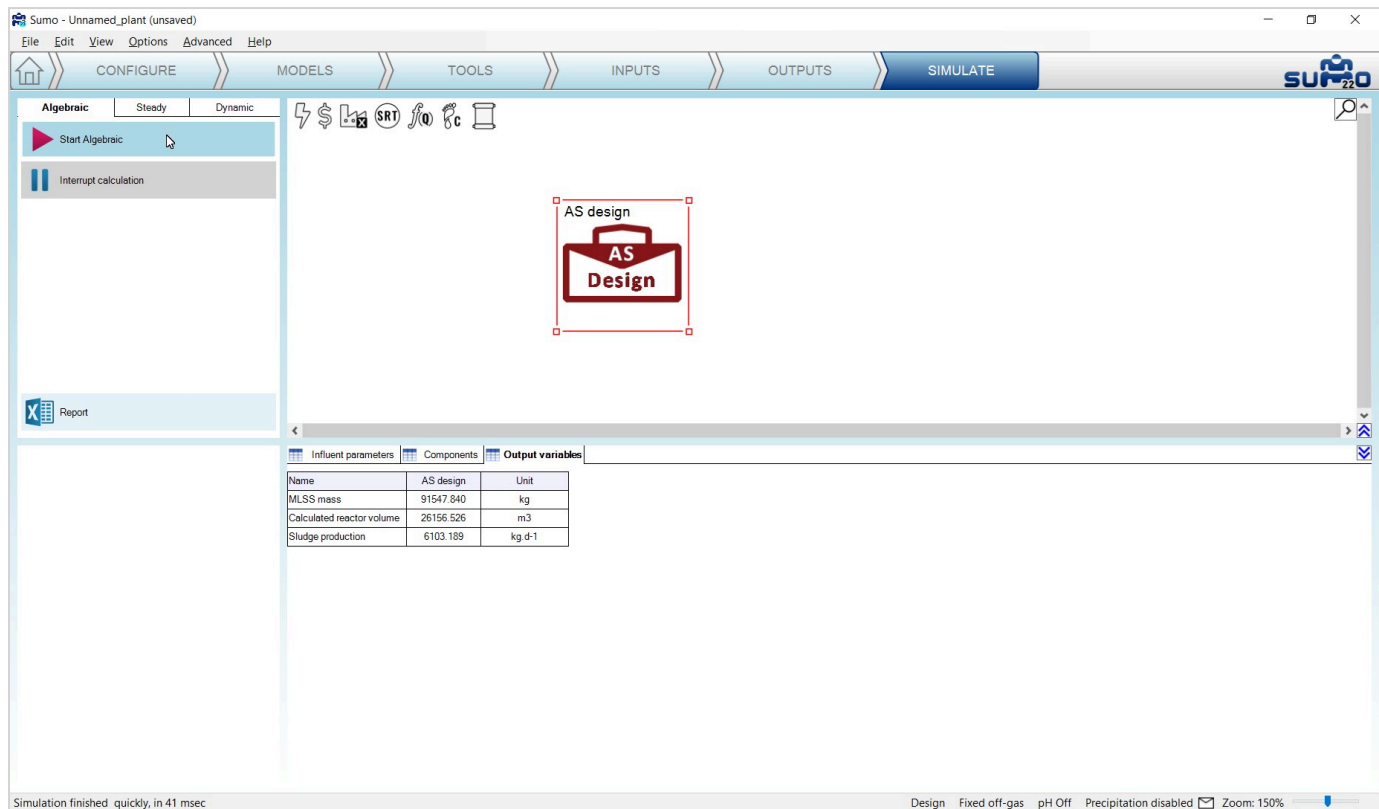 Sumo - Unnamed_plant (unsaved)
File Edit View Options Advanced Help
CONFIGURE MODELS TOOLS INPUTS OUTPUTS SIMULATE
SUMO 22
Algebraic Steady Dynamic
Start Algebraic
Interrupt calculation
Report
$ SRT f(Q) C
AS design
AS
Design
Influent parameters Components Output variables
Name AS design Unit
MLSS mass 91547.840 kg
Calculated reactor volume 26156.526 m3
Sludge production 6103.189 kg.d-1
Simulation finished quickly, in 41 msec
Design Fixed off-gas pH Off Precipitation disabled Zoom: 150%